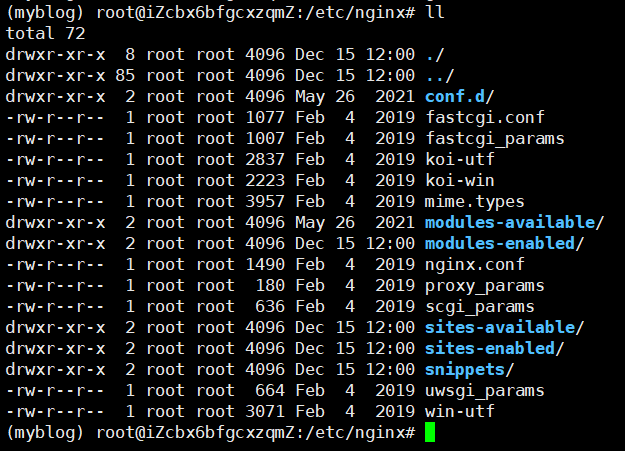 (myblog) root@iZcbx6bfgcxzqmZ:/etc/nginx# ll
total 72
drwxr-xr-x  8 root root 4096 Dec 15 12:00 ./
drwxr-xr-x 85 root root 4096 Dec 15 12:00 ../
drwxr-xr-x  2 root root 4096 May 26  2021 conf.d/
-rw-r--r--  1 root root 1077 Feb  4  2019 fastcgi.conf
-rw-r--r--  1 root root 1007 Feb  4  2019 fastcgi_params
-rw-r--r--  1 root root 2837 Feb  4  2019 koi-utf
-rw-r--r--  1 root root 2223 Feb  4  2019 koi-win
-rw-r--r--  1 root root 3957 Feb  4  2019 mime.types
drwxr-xr-x  2 root root 4096 May 26  2021 modules-available/
drwxr-xr-x  2 root root 4096 Dec 15 12:00 modules-enabled/
-rw-r--r--  1 root root 1490 Feb  4  2019 nginx.conf
-rw-r--r--  1 root root  180 Feb  4  2019 proxy_params
-rw-r--r--  1 root root  636 Feb  4  2019 scgi_params
drwxr-xr-x  2 root root 4096 Dec 15 12:00 sites-available/
drwxr-xr-x  2 root root 4096 Dec 15 12:00 sites-enabled/
drwxr-xr-x  2 root root 4096 Dec 15 12:00 snippets/
-rw-r--r--  1 root root  664 Feb  4  2019 uwsgi_params
-rw-r--r--  1 root root 3071 Feb  4  2019 win-utf
(myblog) root@iZcbx6bfgcxzqmZ:/etc/nginx#